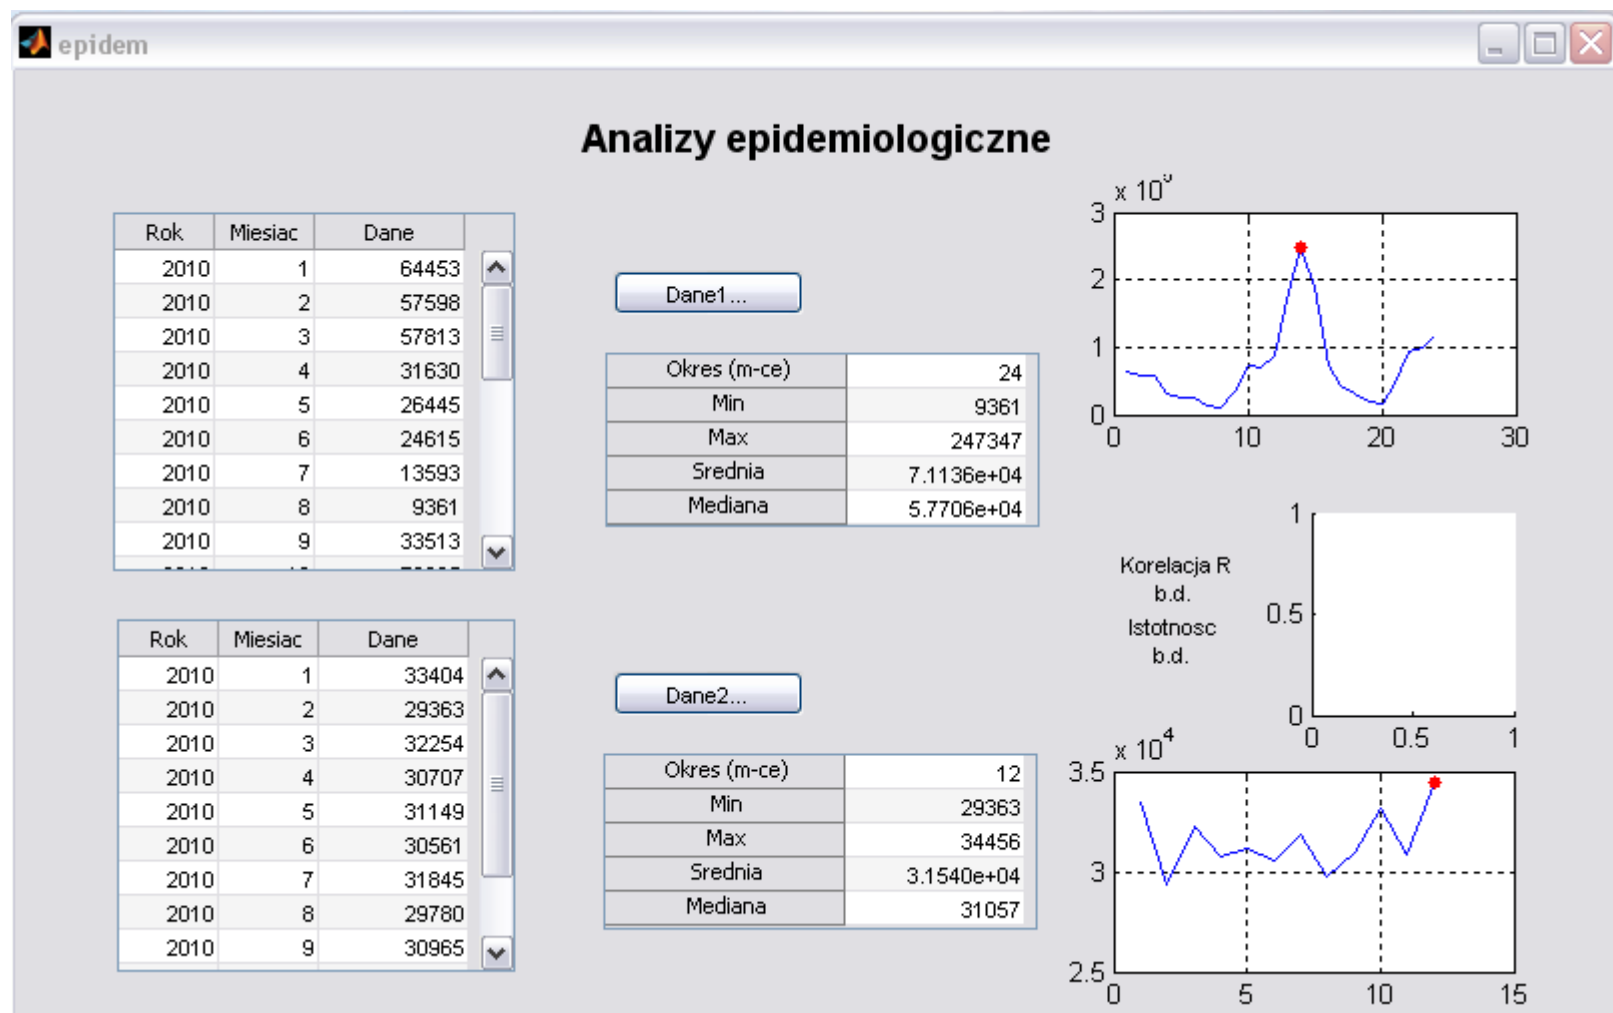 epidem
Analizy epidemiologiczne
Rok Miesiac Dane
2010 1 64453
2010 2 57598
2010 3 57813
2010 4 31630
2010 5 26445
2010 6 24615
2010 7 13593
2010 8 9361
2010 9 33513
Dane1...
Okres (m-ce) 24
Min 9361
Max 247347
Srednia 7.1136e+04
Mediana 5.7706e+04
x 10
3
2
1
0
0 10 20 30
Korelacja R
b.d.
Istotnosc
b.d.
1
0.5
0
0 0.5 1
Rok Miesiac Dane
2010 1 33404
2010 2 29363
2010 3 32254
2010 4 30707
2010 5 31149
2010 6 30561
2010 7 31845
2010 8 29780
2010 9 30965
Dane2...
Okres (m-ce) 12
Min 29363
Max 34456
Srednia 3.1540e+04
Mediana 31057
x 10^4
3.5
3
2.5
0 5 10 15